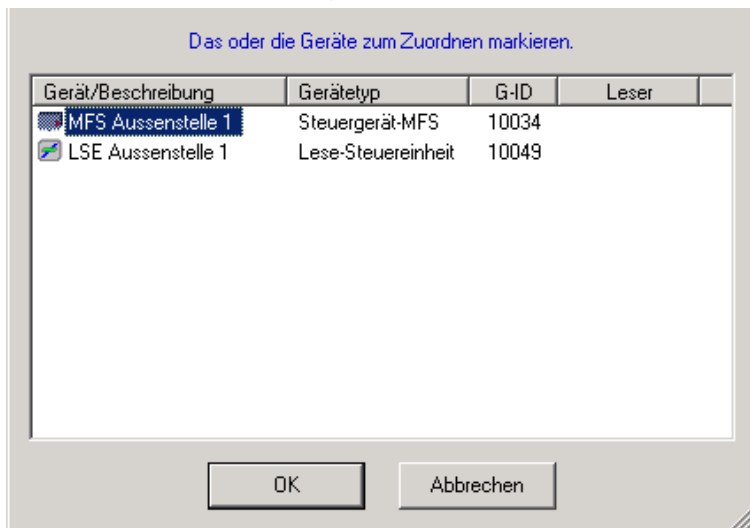 Das oder die Geräte zum Zuordnen markieren.
Gerät/Beschreibung Gerätetyp G-ID Leser
MFS Aussenstelle 1 Steuergerät-MFS 10034
LSE Aussenstelle 1 Lese-Steuereinheit 10049
OK Abbrechen